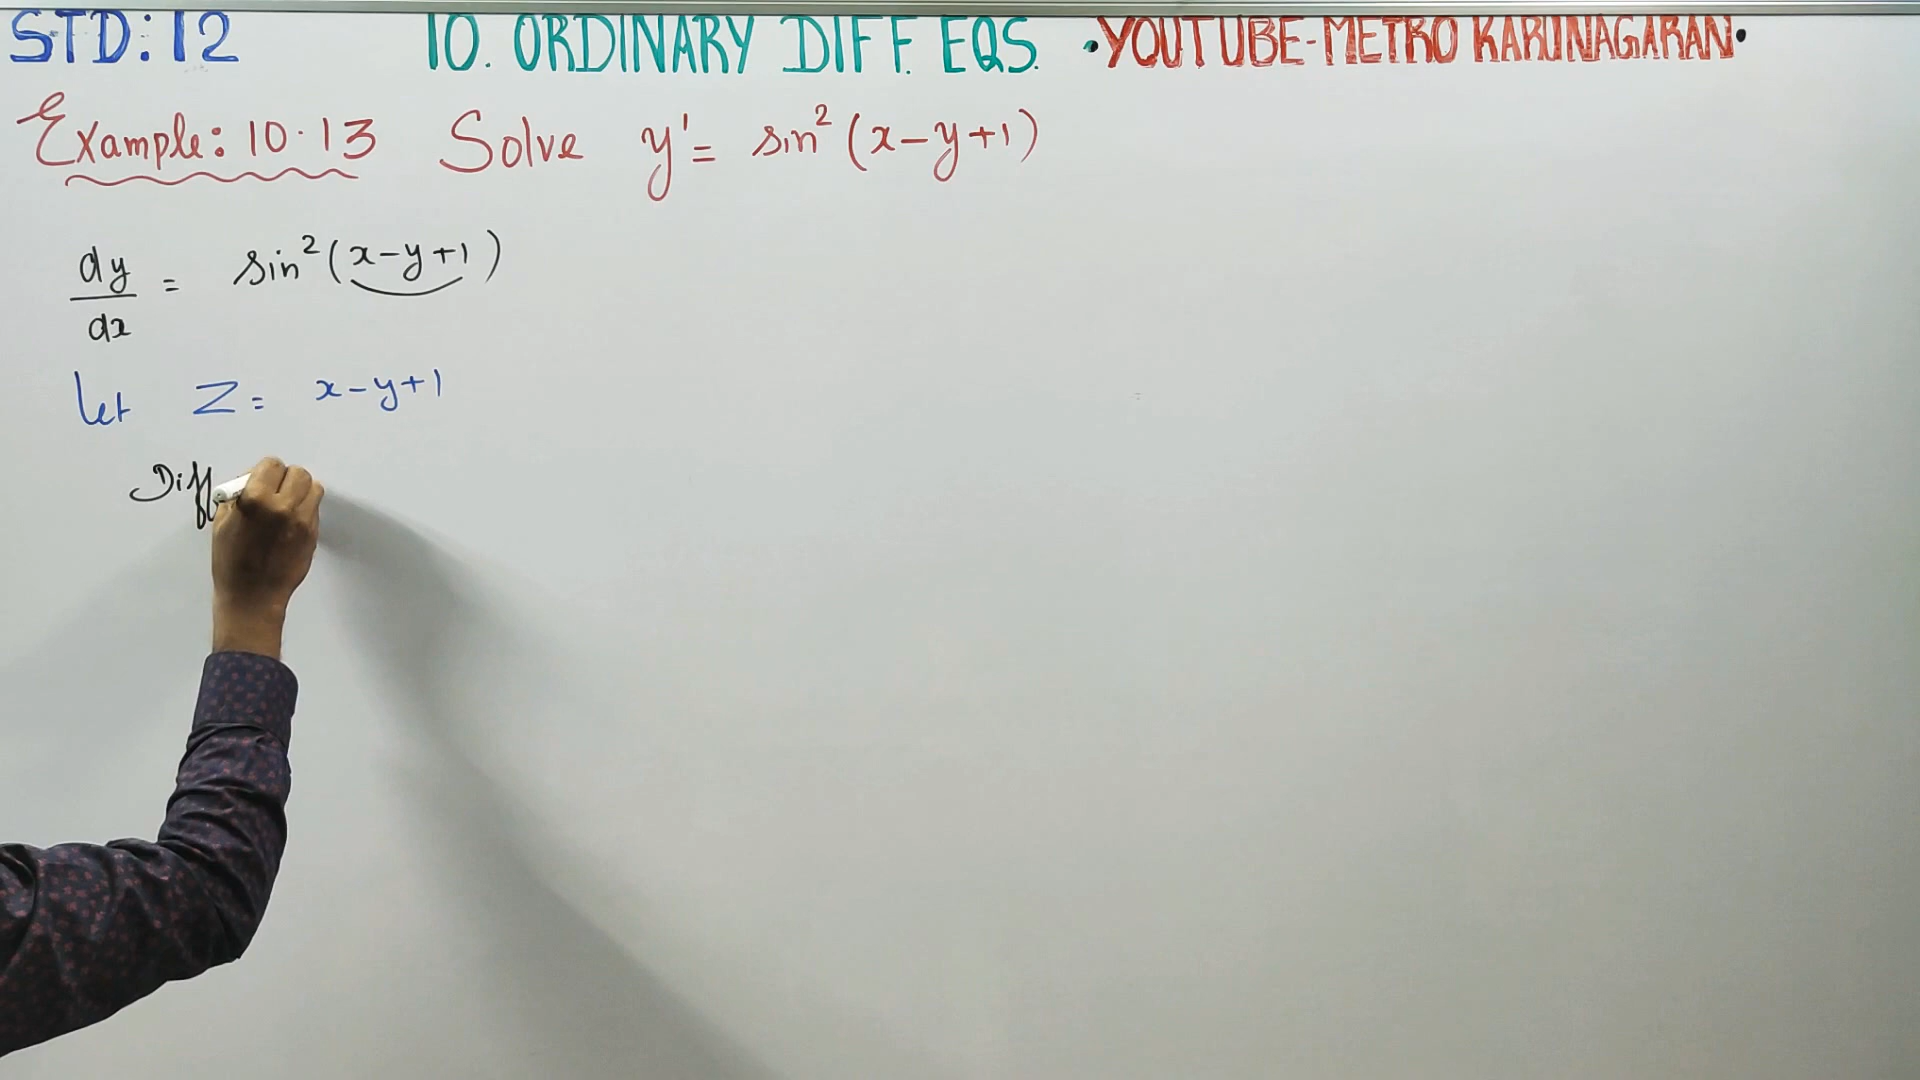 STD: 12 10. ORDINARY DIFF. EQS. •YOUTUBE-METRO KARUNAGARAN•
Example: 10.13 Solve y' = sin²(x-y+1)
dy/dx = sin²(x-y+1)
Let Z = x-y+1
Diff